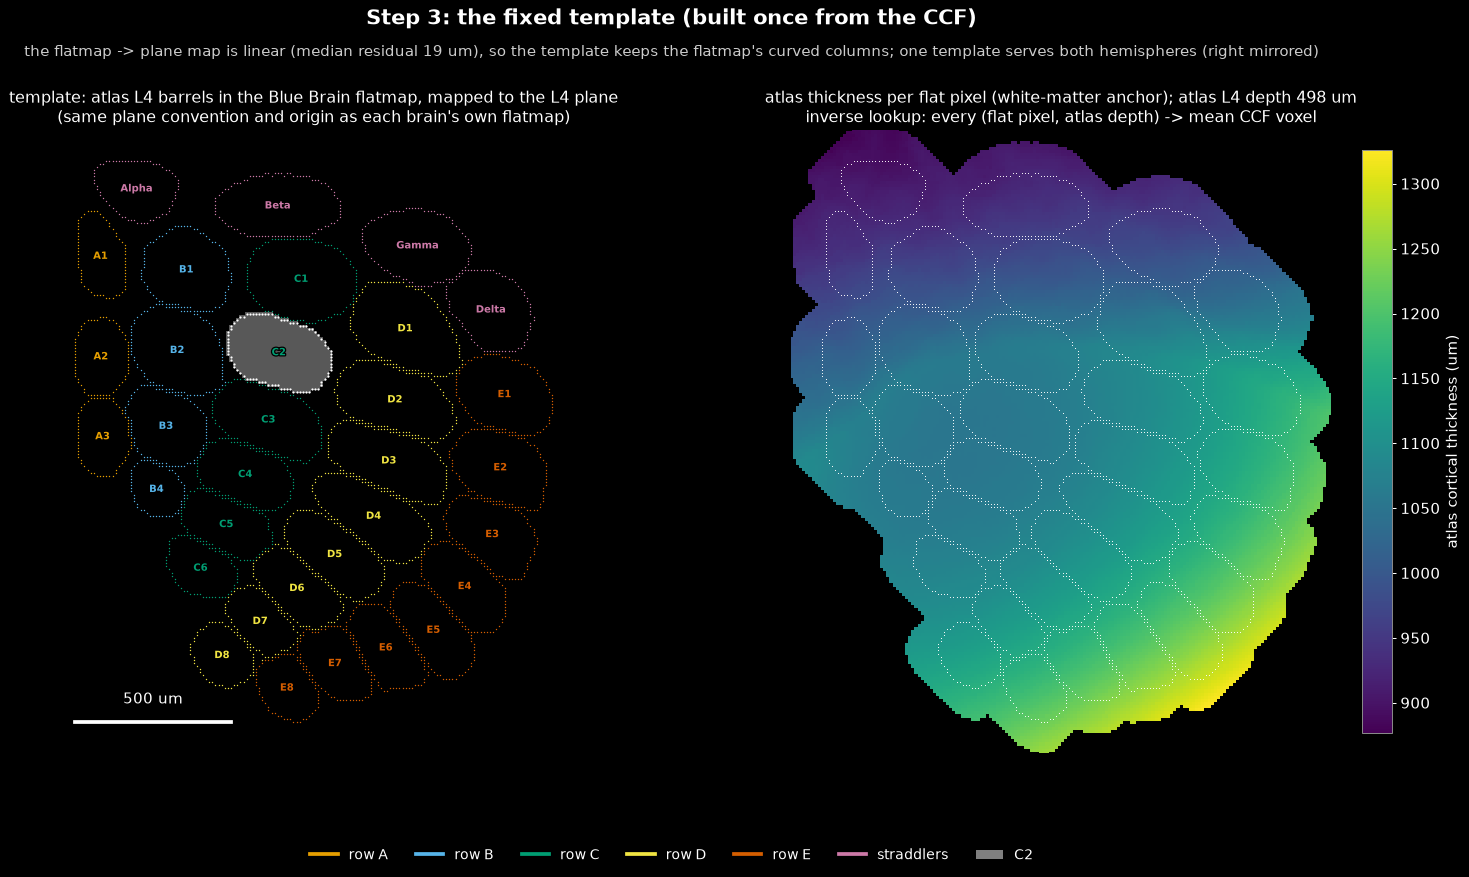 Step 3: the fixed template (built once from the CCF)
the flatmap -> plane map is linear (median residual 19 um), so the template keeps the flatmap's curved columns; one template serves both hemispheres (right mirrored)
template: atlas L4 barrels in the Blue Brain flatmap, mapped to the L4 plane
(same plane convention and origin as each brain's own flatmap)
Alpha
Beta
Gamma
A1
B1
C1
Delta
D1
A2
B2
C2
E1
D2
A3
B3
C3
D3
E2
B4
C4
D4
C5
E3
D5
C6
D6
E4
D7
E5
D8
E7
E6
E8
500 um
atlas thickness per flat pixel (white-matter anchor); atlas L4 depth 498 um
inverse lookup: every (flat pixel, atlas depth) -> mean CCF voxel
1300
1250
1200
1150
1100
1050
1000
950
900
atlas cortical thickness (um)
row A
row B
row C
row D
row E
straddlers
C2